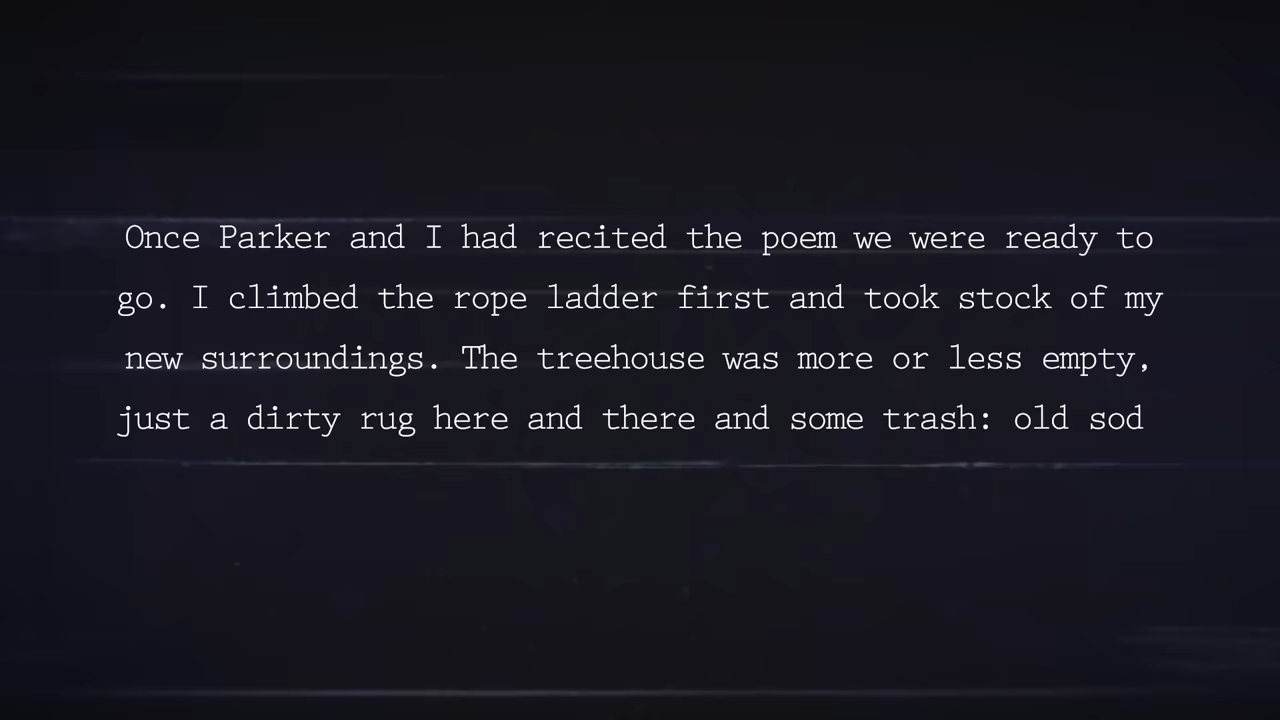 Once Parker and I had recited the poem we were ready to
go. I climbed the rope ladder first and took stock of my
new surroundings. The treehouse was more or less empty,
just a dirty rug here and there and some trash: old sod